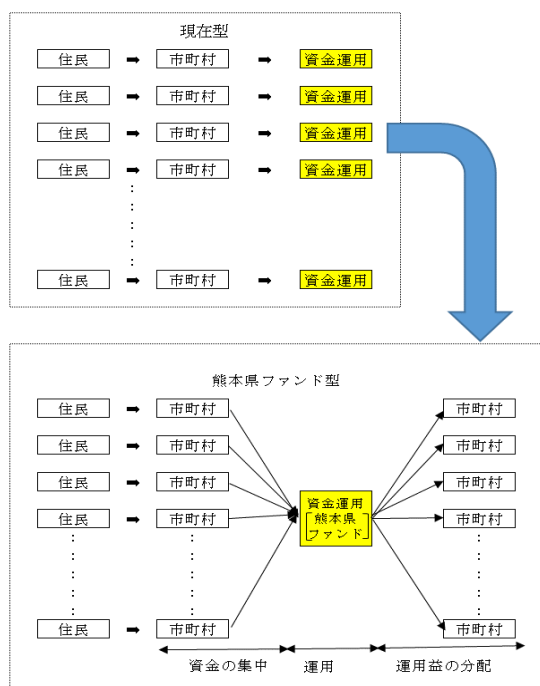 現在型
住民 ➡ 市町村 ➡ 資金運用
住民 ➡ 市町村 ➡ 資金運用
住民 ➡ 市町村 ➡ 資金運用
住民 ➡ 市町村 ➡ 資金運用
住民 ➡ 市町村 ➡ 資金運用
熊本県ファンド型
住民 ➡ 市町村 市町村
住民 ➡ 市町村 市町村
住民 ➡ 市町村 市町村
資金運用
住民 ➡ 市町村 [熊本県 市町村
ファンド]
住民 ➡ 市町村 市町村
資金の集中 運用 運用益の分配